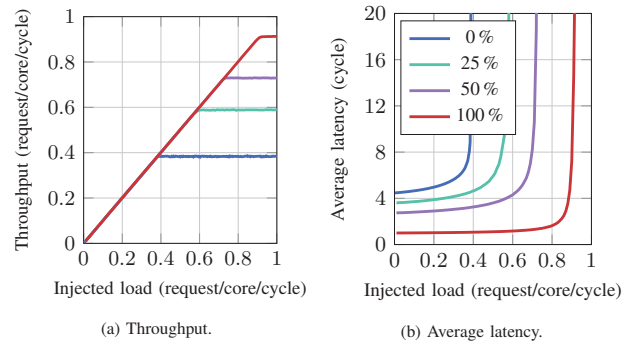 1
0.8
0.6
0.4
0.2
0
0 0.2 0.4 0.6 0.8 1
Throughput (request/core/cycle)
Injected load (request/core/cycle)
(a) Throughput.
20
16
12
8
4
0
0 0.2 0.4 0.6 0.8 1
Average latency (cycle)
0 %
25 %
50 %
100 %
Injected load (request/core/cycle)
(b) Average latency.